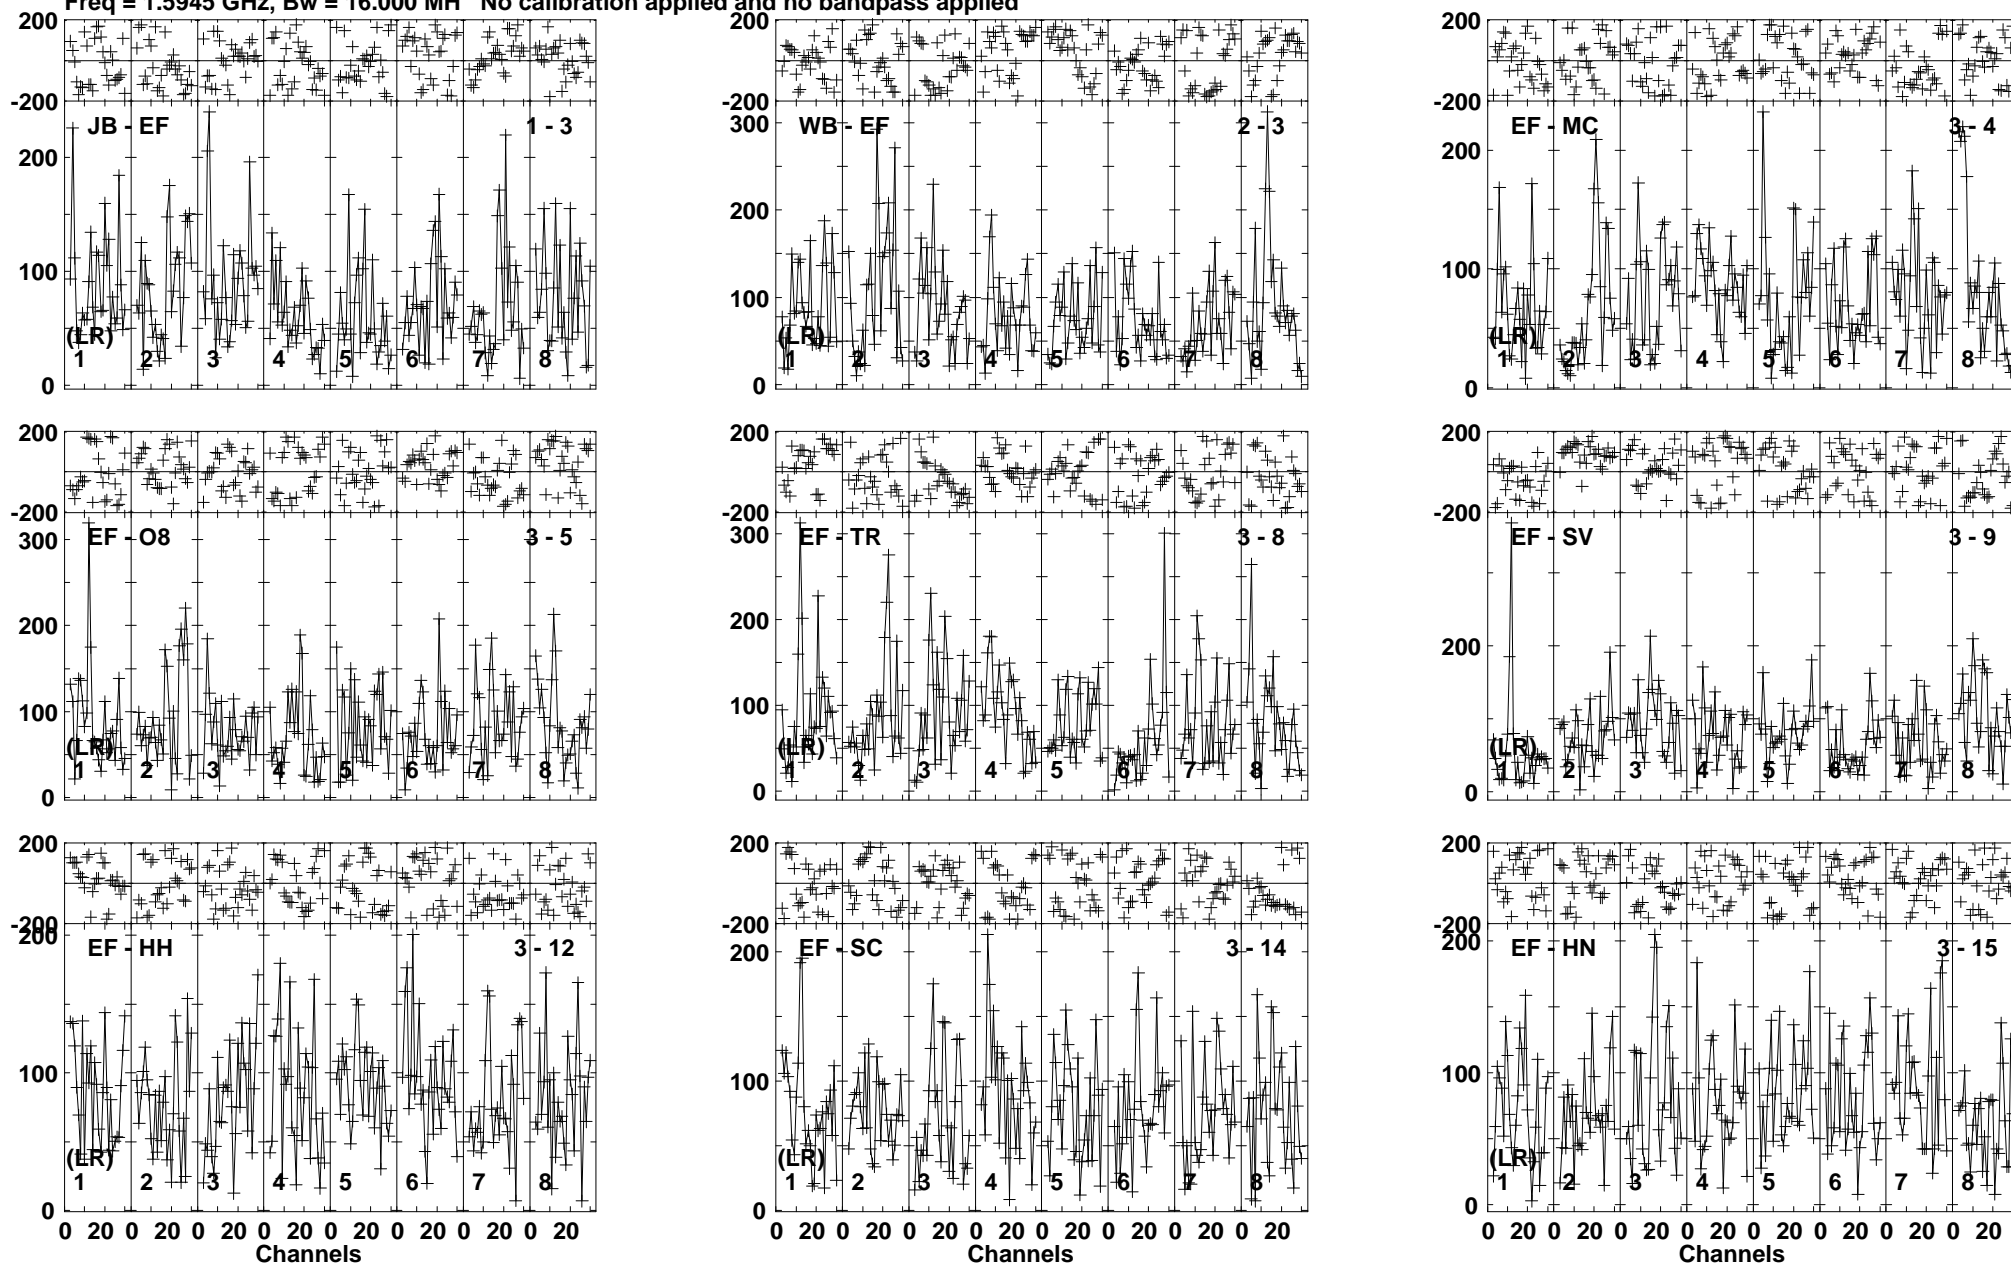 Freq = 1.5945 GHz, Bw = 16.000 MH No calibration applied and no bandpass applied
200 200 200
-200 -200 -200
JB - EF 1 - 3 WB - EF 2 - 3 EF - MC 3 - 4
300
200 200 200
100 100 100
(LR) (LR) (LR)
1 2 3 4 5 6 7 8 1 2 3 4 5 6 7 8 1 2 3 4 5 6 7 8
0 0 0
200 200 200
-200 -200 -200
EF - O8 3 - 5 EF - TR 3 - 8 EF - SV 3 - 9
300 300
200 200 200
100 100
(LR) (LR) (LR)
1 2 3 4 5 6 7 8 1 2 3 4 5 6 7 8 1 2 3 4 5 6 7 8
0 0 0
200 200 200
-200 -200 -200
200 200 200
EF - HH 3 - 12 EF - SC 3 - 14 EF - HN 3 - 15
100 100 100
(LR) (LR) (LR)
1 2 3 4 5 6 7 8 1 2 3 4 5 6 7 8 1 2 3 4 5 6 7 8
0 0 0
0 20 0 20 0 20 0 20 0 20 0 20 0 20 0 20 0 20 0 20 0 20 0 20 0 20 0 20 0 20 0 20 0 20 0 20 0 20 0 20 0 20 0 20 0 20 0 20
Channels Channels Channels